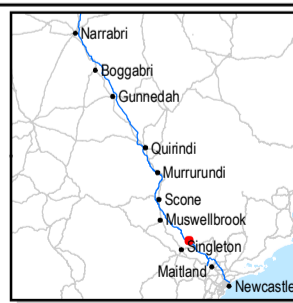 Narrabri
Boggabri
Gunnedah
Quirindi
Murrurundi
Scone
Muswellbrook
Singleton
Maitland
Newcastle